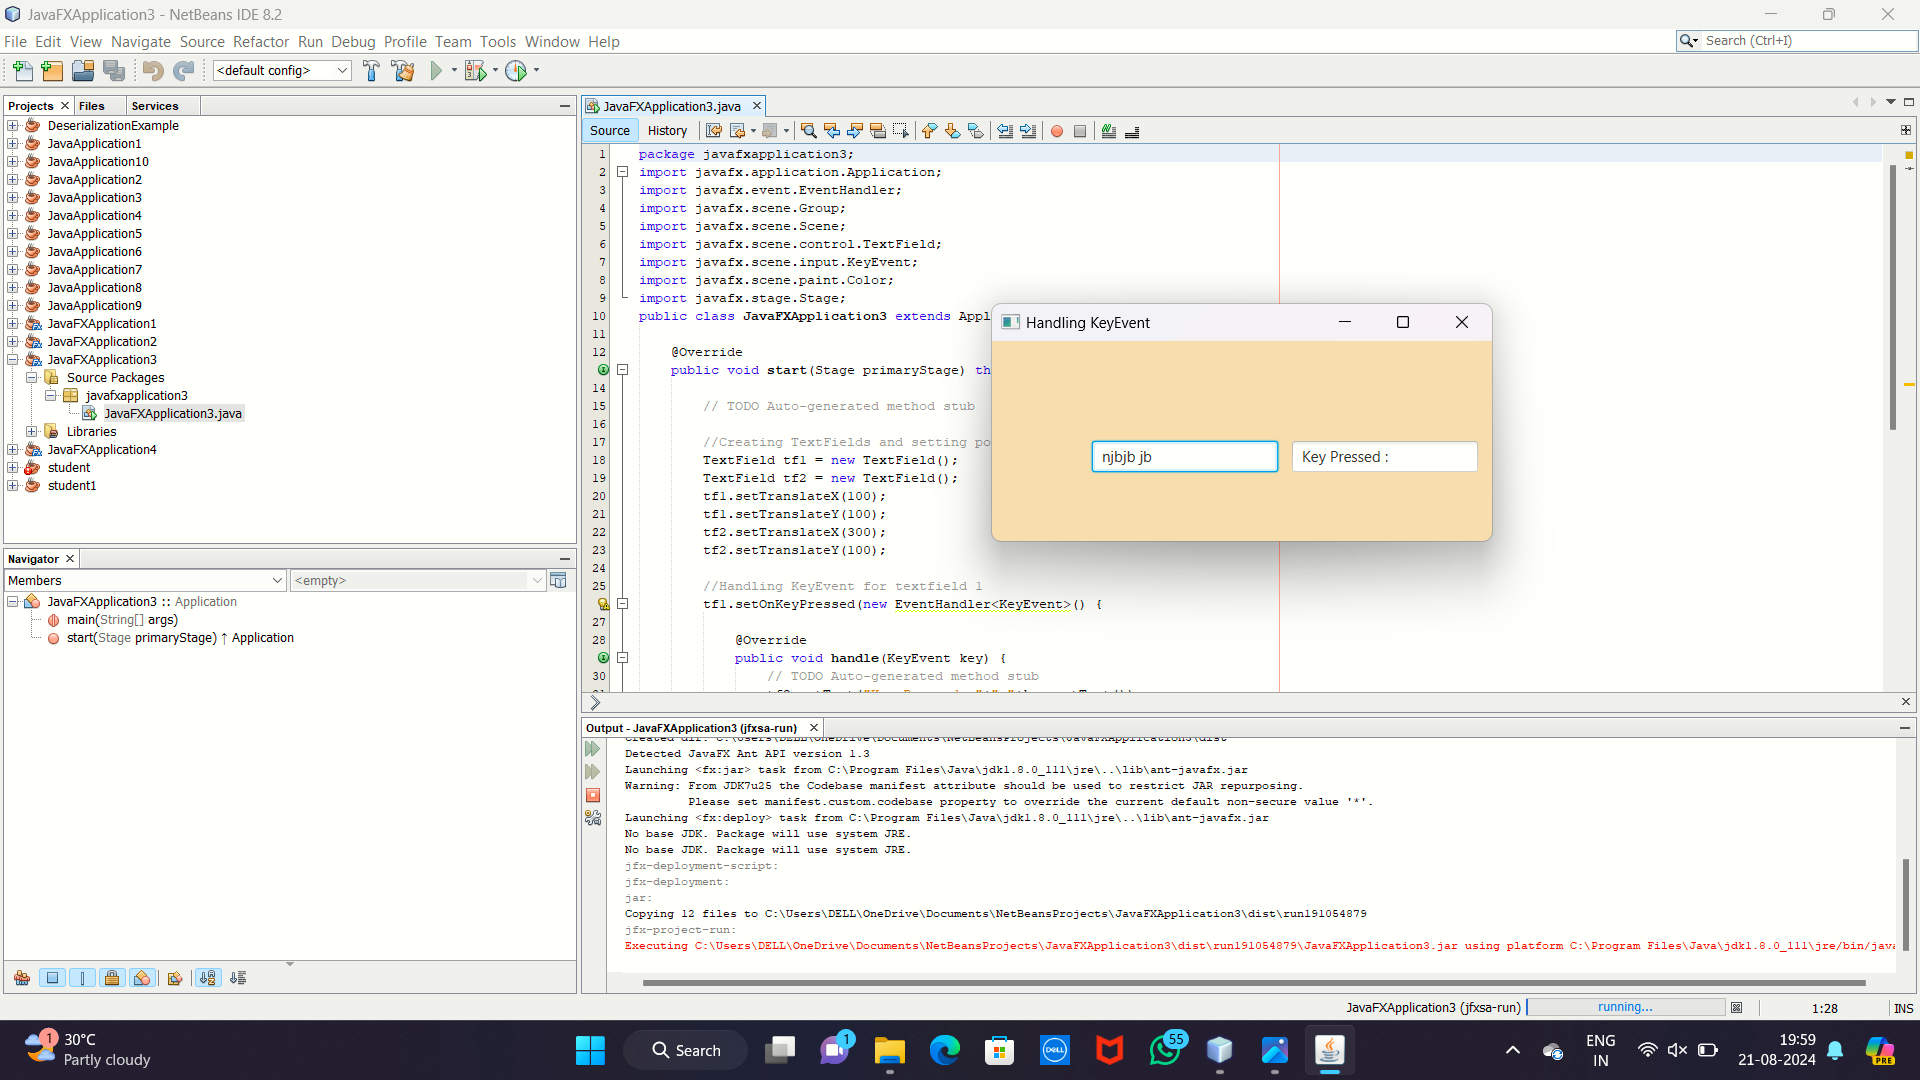 JavaFXApplication3 - NetBeans IDE 8.2
File Edit View Navigate Source Refactor Run Debug Profile Team Tools Window Help
Search (Ctrl+I)
<default config>
Projects Files Services
DeserializationExample
JavaApplication1
JavaApplication10
JavaApplication2
JavaApplication3
JavaApplication4
JavaApplication5
JavaApplication6
JavaApplication7
JavaApplication8
JavaApplication9
JavaFXApplication1
JavaFXApplication2
JavaFXApplication3
Source Packages
javafxapplication3
JavaFXApplication3.java
Libraries
JavaFXApplication4
student
student1
Navigator
Members <empty>
JavaFXApplication3 :: Application
main(String[] args)
start(Stage primaryStage) ↑ Application
JavaFXApplication3.java
Source History
1 package javafxapplication3;
2 import javafx.application.Application;
3 import javafx.event.EventHandler;
4 import javafx.scene.Group;
5 import javafx.scene.Scene;
6 import javafx.scene.control.TextField;
7 import javafx.scene.input.KeyEvent;
8 import javafx.scene.paint.Color;
9 import javafx.stage.Stage;
10 public class JavaFXApplication3 extends Appl
11
12 @Override
public void start(Stage primaryStage) th
14
15 // TODO Auto-generated method stub
16
17 //Creating TextFields and setting po
18 TextField tf1 = new TextField();
19 TextField tf2 = new TextField();
20 tf1.setTranslateX(100);
21 tf1.setTranslateY(100);
22 tf2.setTranslateX(300);
23 tf2.setTranslateY(100);
24
25 //Handling KeyEvent for textfield 1
tf1.setOnKeyPressed(new EventHandler<KeyEvent>() {
27
28 @Override
public void handle(KeyEvent key) {
30 // TODO Auto-generated method stub
Handling KeyEvent
njbjb jb
Key Pressed :
Output - JavaFXApplication3 (jfxsa-run)
Created dir: C:\Users\DELL\OneDrive\Documents\NetBeansProjects\JavaFXApplication3\dist
Detected JavaFX Ant API version 1.3
Launching <fx:jar> task from C:\Program Files\Java\jdk1.8.0_111\jre\..\lib\ant-javafx.jar
Warning: From JDK7u25 the Codebase manifest attribute should be used to restrict JAR repurposing.
Please set manifest.custom.codebase property to override the current default non-secure value '*'.
Launching <fx:deploy> task from C:\Program Files\Java\jdk1.8.0_111\jre\..\lib\ant-javafx.jar
No base JDK. Package will use system JRE.
No base JDK. Package will use system JRE.
jfx-deployment-script:
jfx-deployment:
jar:
Copying 12 files to C:\Users\DELL\OneDrive\Documents\NetBeansProjects\JavaFXApplication3\dist\run191054879
jfx-project-run:
Executing C:\Users\DELL\OneDrive\Documents\NetBeansProjects\JavaFXApplication3\dist\run191054879\JavaFXApplication3.jar using platform C:\Program Files\Java\jdk1.8.0_111\jre/bin/java
JavaFXApplication3 (jfxsa-run) running... 1:28 INS
1 30°C
Partly cloudy
Search
1
DELL
55
ENG
IN
19:59
21-08-2024
PRE